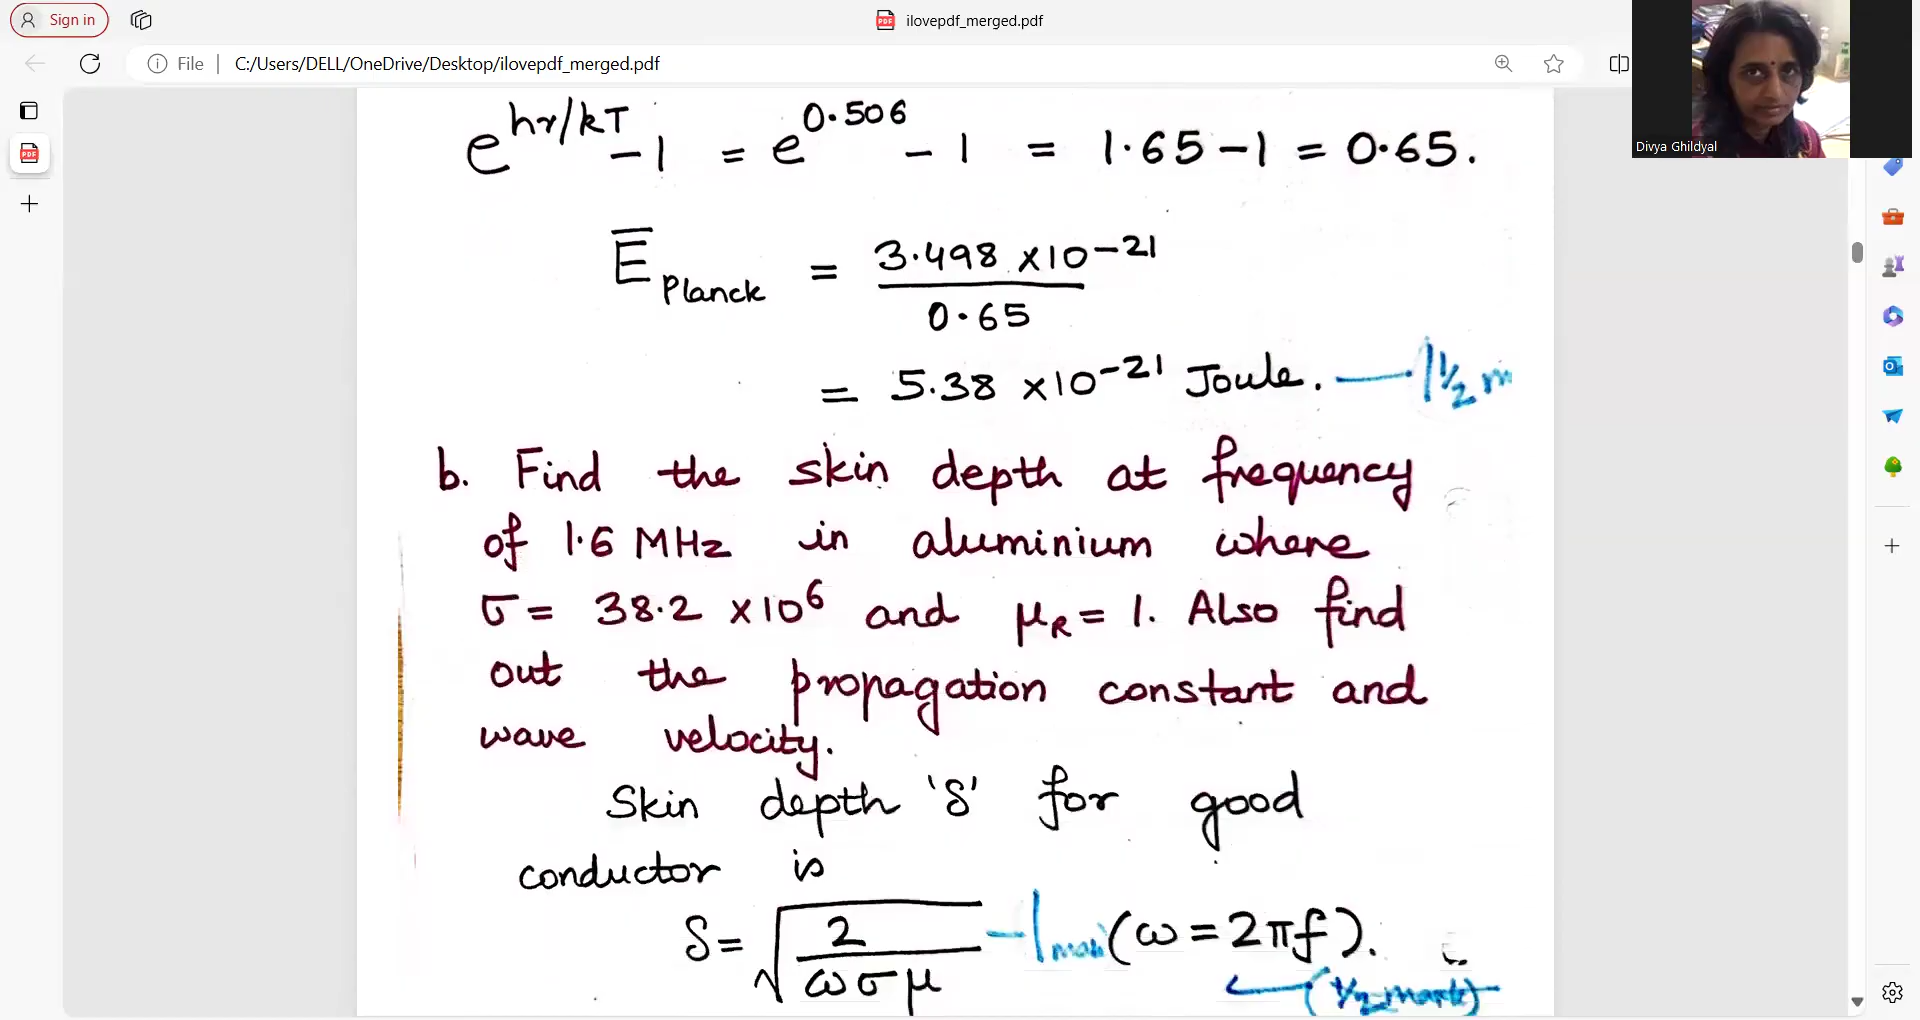 Sign in
ilovepdf_merged.pdf
File
C:/Users/DELL/OneDrive/Desktop/ilovepdf_merged.pdf
Divya Ghildyal
e^{hν/kT} - 1 = e^{0.506} - 1 = 1.65 - 1 = 0.65.
Ē Planck = 3.498 × 10^{-21}
0.65
= 5.38 × 10^{-21} Joule. — 1½ m
b. Find the skin depth at frequency
of 1.6 MHz in aluminium where
σ = 38.2 × 10^6 and μ_R = 1. Also find
out the propagation constant and
wave velocity.
Skin depth 'δ' for good
conductor is
δ = √(2 / ωσμ) — 1 mark (ω = 2πf).
(1/2 mark)